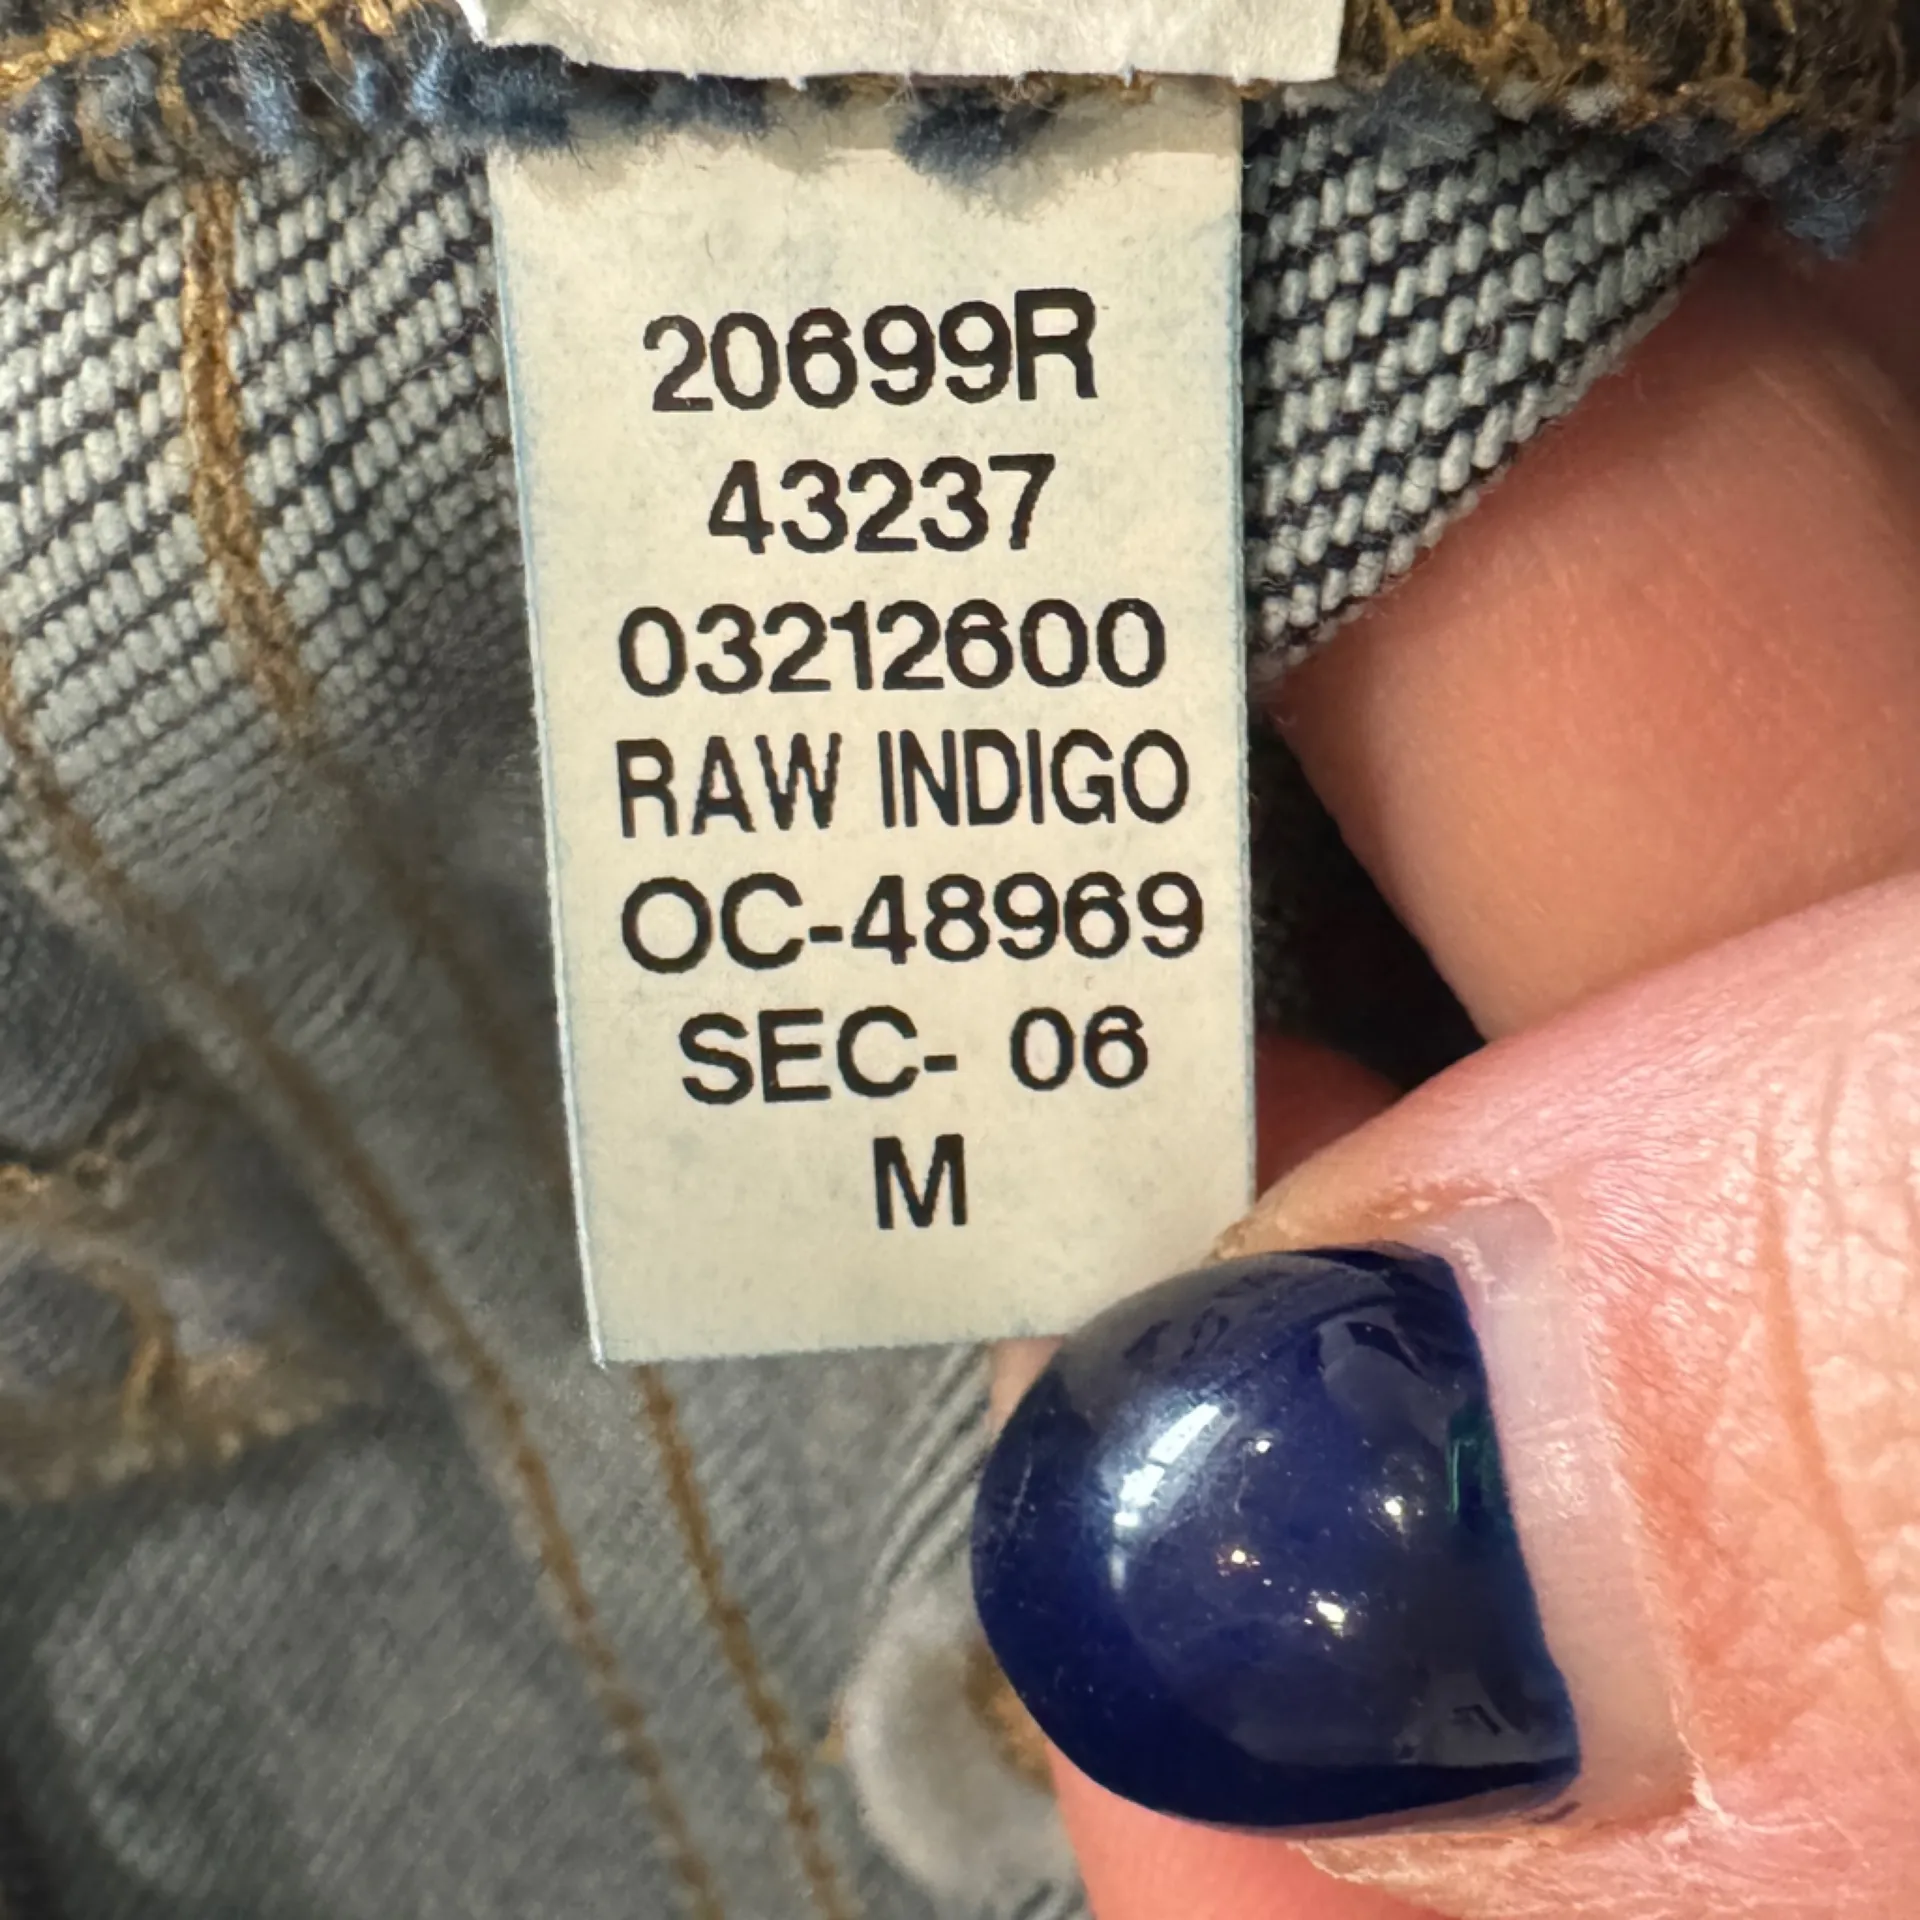 20699R
43237
03212600
RAW INDIGO
OC-48969
SEC- 06
M